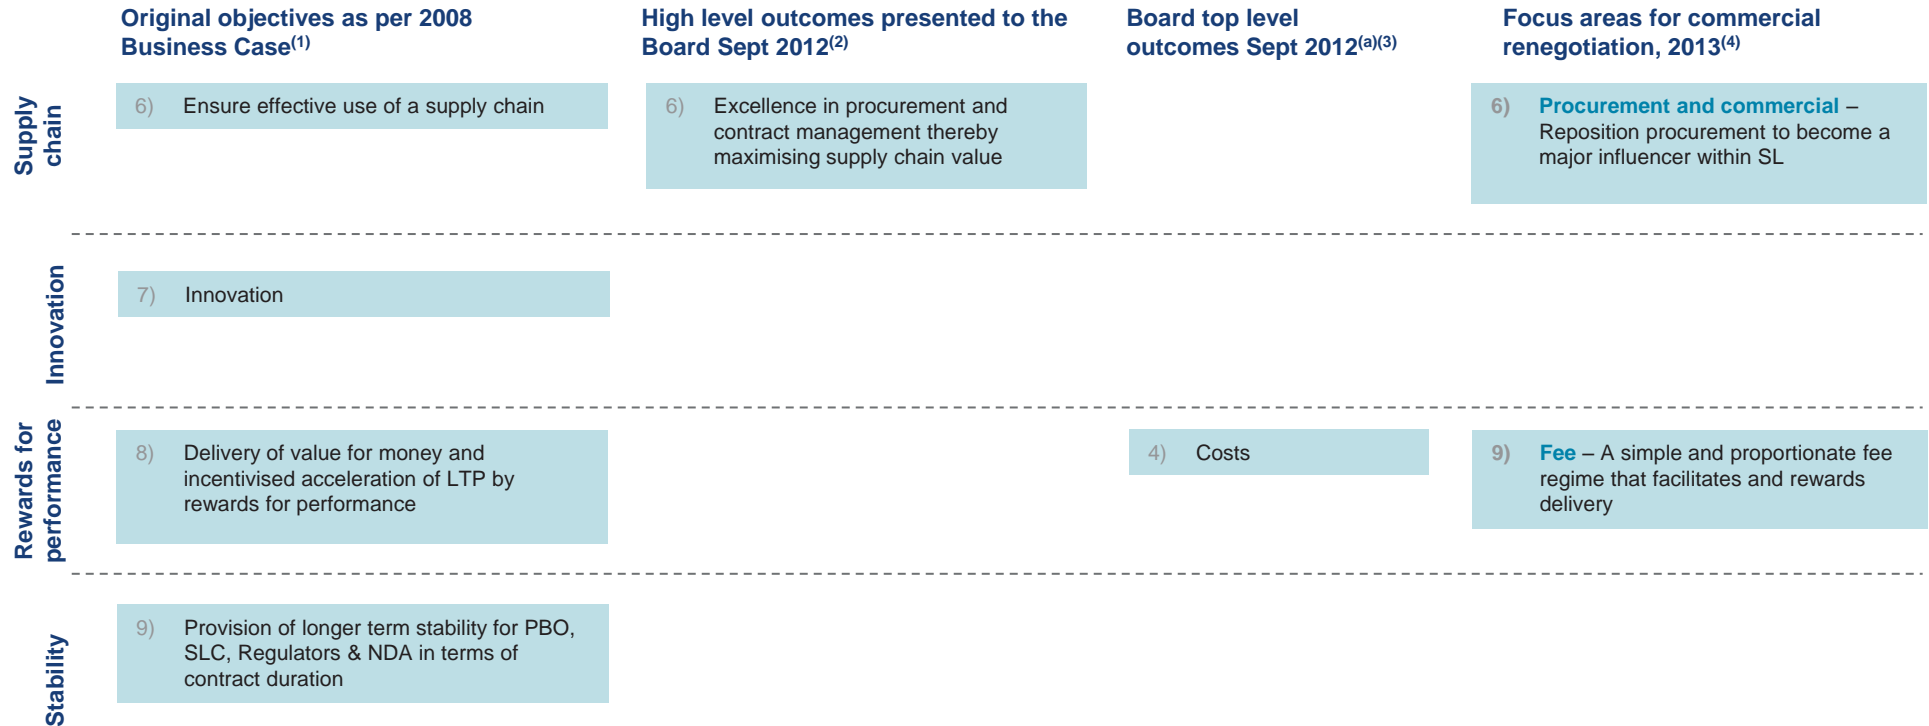 Original objectives as per 2008
Business Case(1)
High level outcomes presented to the
Board Sept 2012(2)
Board top level
outcomes Sept 2012(a)(3)
Focus areas for commercial
renegotiation, 2013(4)
Supply
chain
6) Ensure effective use of a supply chain
6) Excellence in procurement and
contract management thereby
maximising supply chain value
6) Procurement and commercial –
Reposition procurement to become a
major influencer within SL
Innovation
7) Innovation
Rewards for
performance
8) Delivery of value for money and
incentivised acceleration of LTP by
rewards for performance
4) Costs
9) Fee – A simple and proportionate fee
regime that facilitates and rewards
delivery
Stability
9) Provision of longer term stability for PBO,
SLC, Regulators & NDA in terms of
contract duration